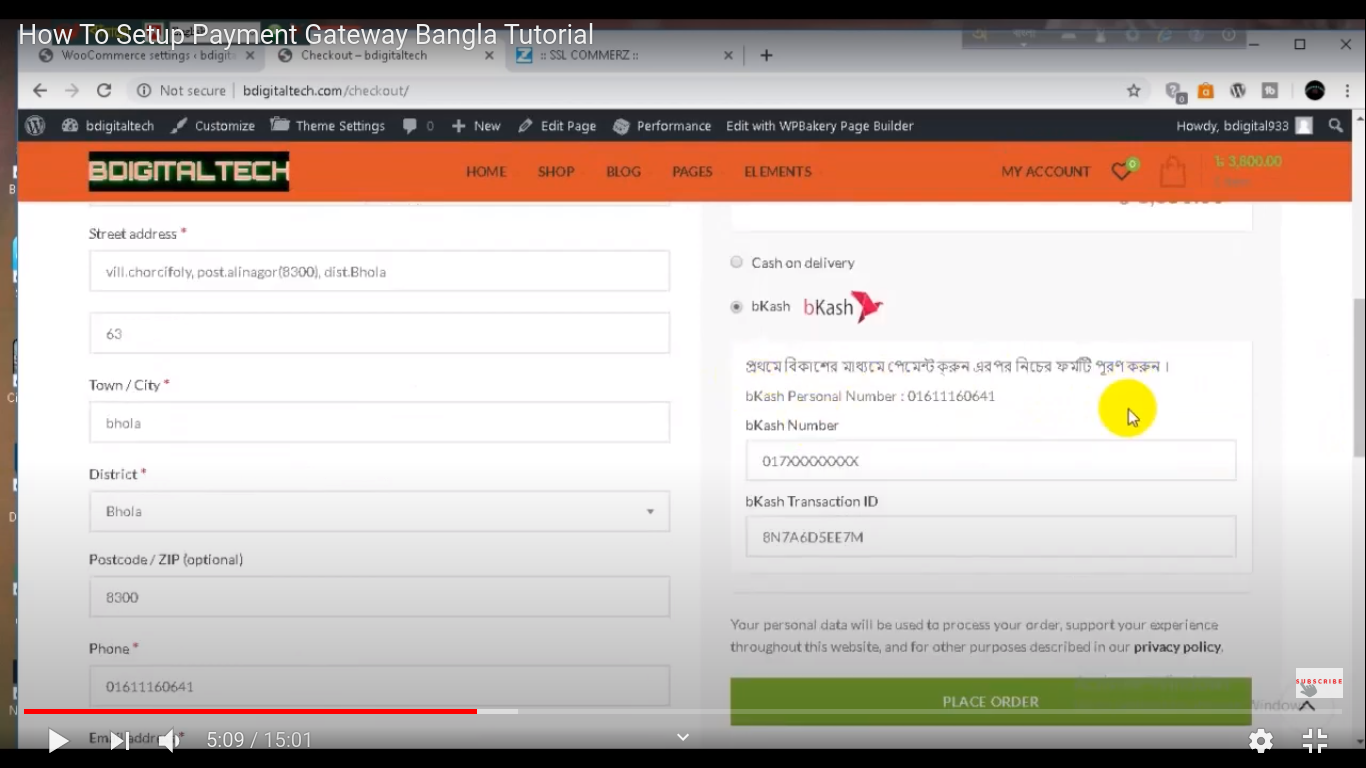 How To Setup Payment Gateway Bangla Tutorial
WooCommerce settings ‹ bdigit
Checkout – bdigitaltech
:: SSL COMMERZ ::
Not secure | bdigitaltech.com/checkout/
bdigitaltech Customize Theme Settings 0 New Edit Page Performance Edit with WPBakery Page Builder Howdy, bdigital933
BDIGITALTECH HOME SHOP BLOG PAGES ELEMENTS MY ACCOUNT 0 ৳ 3,800.00
Street address *
vill.chorcifoly, post.alinagor(8300), dist.Bhola
63
Town / City *
bhola
District *
Bhola
Postcode / ZIP (optional)
8300
Phone *
01611160641
Email address *
Cash on delivery
bKash bKash
প্রথমে বিকাশের মাধ্যমে পেমেন্ট করুন এরপর নিচের ফর্মটি পূরণ করুন ।
bKash Personal Number : 01611160641
bKash Number
017XXXXXXXX
bKash Transaction ID
8N7A6D5EE7M
Your personal data will be used to process your order, support your experience
throughout this website, and for other purposes described in our privacy policy.
PLACE ORDER
SUBSCRIBE
Windows
5:09 / 15:01